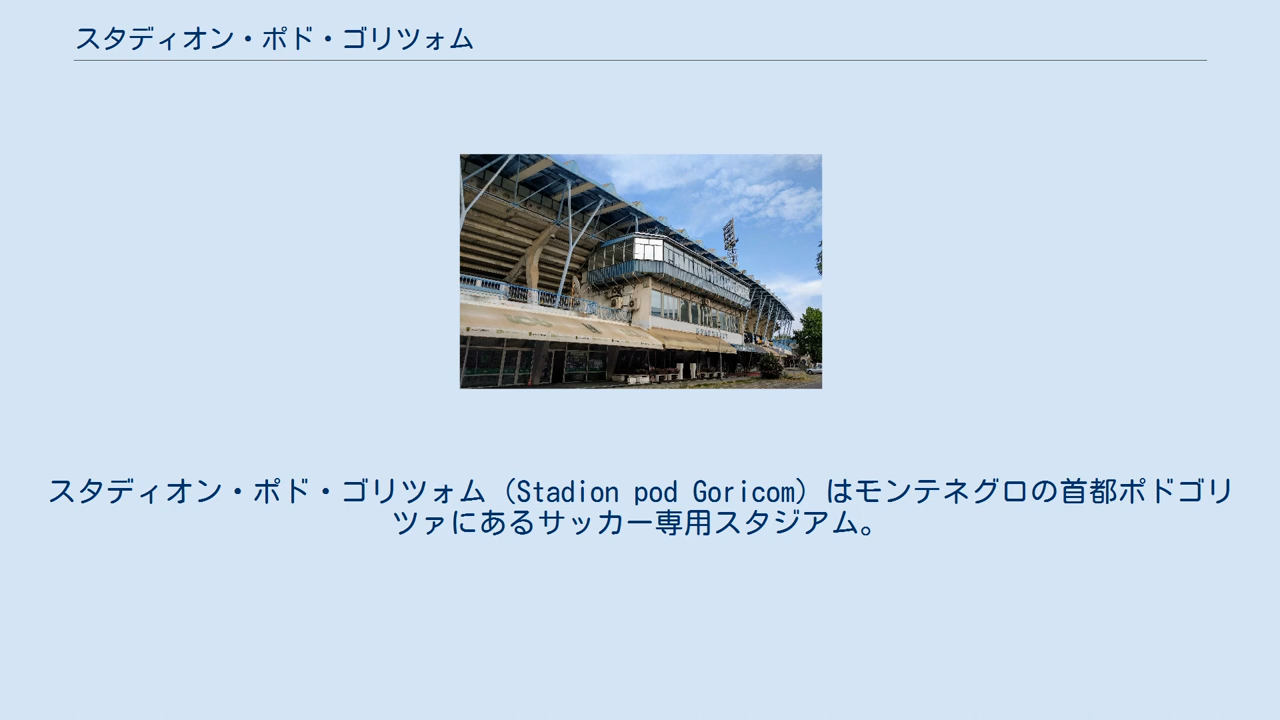 スタディオン・ポド・ゴリツォム
スタディオン・ポド・ゴリツォム (Stadion pod Goricom) はモンテネグロの首都ポドゴリ
ツァにあるサッカー専用スタジアム。